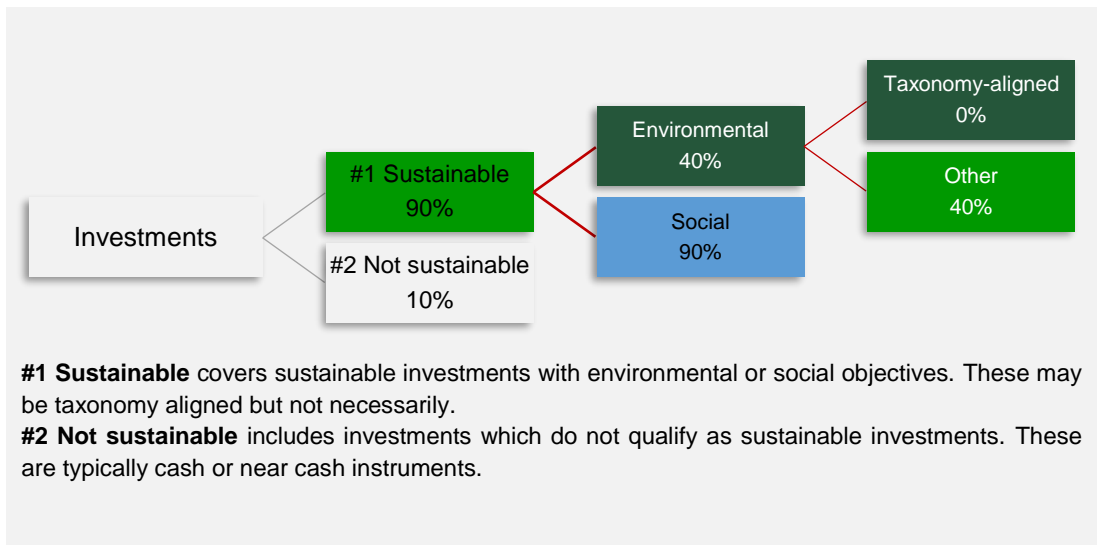 Investments
#1 Sustainable
90%
#2 Not sustainable
10%
Environmental
40%
Social
90%
Taxonomy-aligned
0%
Other
40%
#1 Sustainable covers sustainable investments with environmental or social objectives. These may
be taxonomy aligned but not necessarily.
#2 Not sustainable includes investments which do not qualify as sustainable investments. These
are typically cash or near cash instruments.